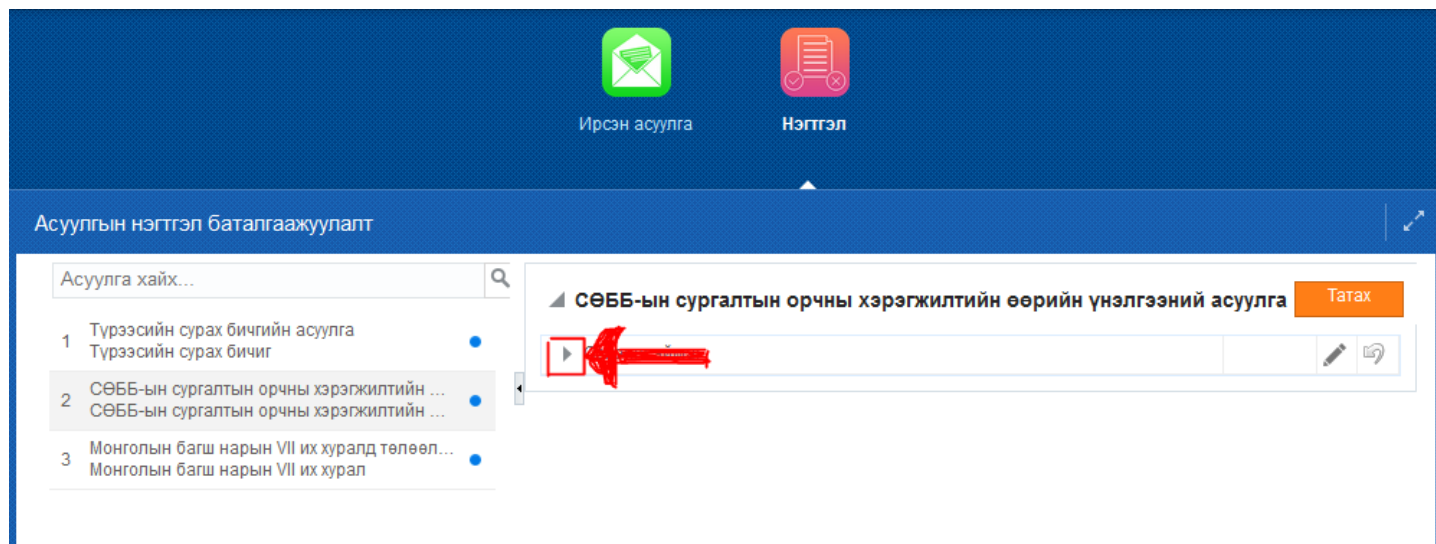 Ирсэн асуулга
Нэгтгэл
Асуулгын нэгтгэл баталгаажуулалт
Асуулга хайх...
1 Түрээсийн сурах бичгийн асуулга
Түрээсийн сурах бичиг
2 СӨББ-ын сургалтын орчны хэрэгжилтийн ...
СӨББ-ын сургалтын орчны хэрэгжилтийн ...
3 Монголын багш нарын VII их хуралд төлөөл...
Монголын багш нарын VII их хурал
СӨББ-ын сургалтын орчны хэрэгжилтийн өөрийн үнэлгээний асуулга
Татах